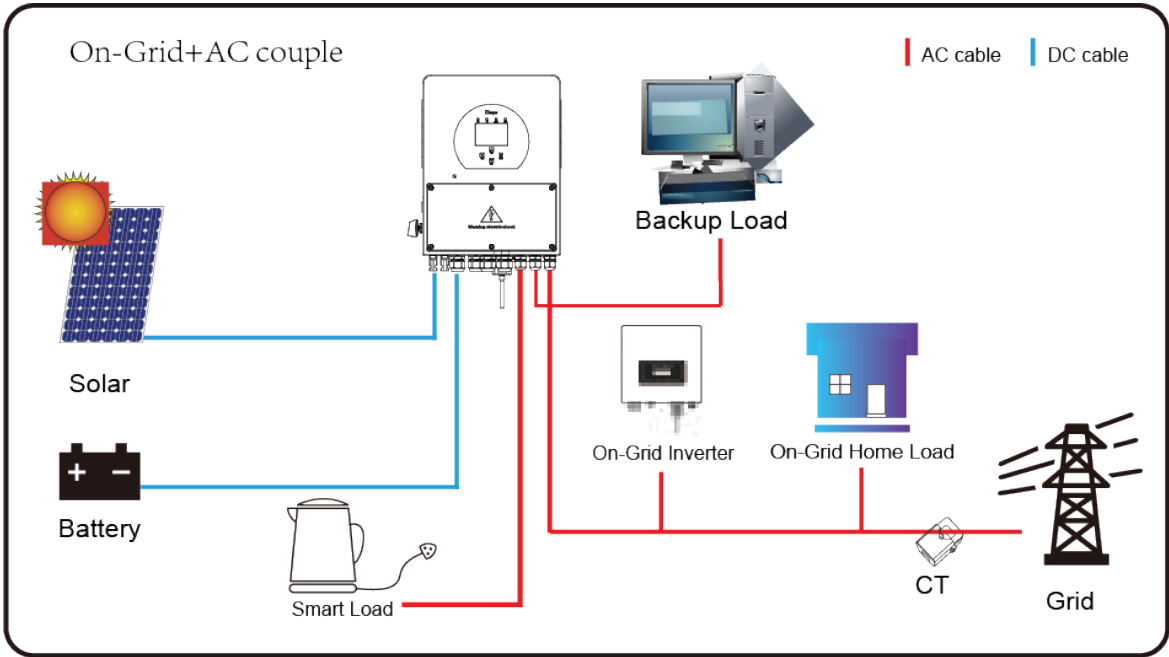 On-Grid+AC couple
AC cable
DC cable
Backup Load
Solar
On-Grid Inverter
On-Grid Home Load
Battery
Smart Load
CT
Grid